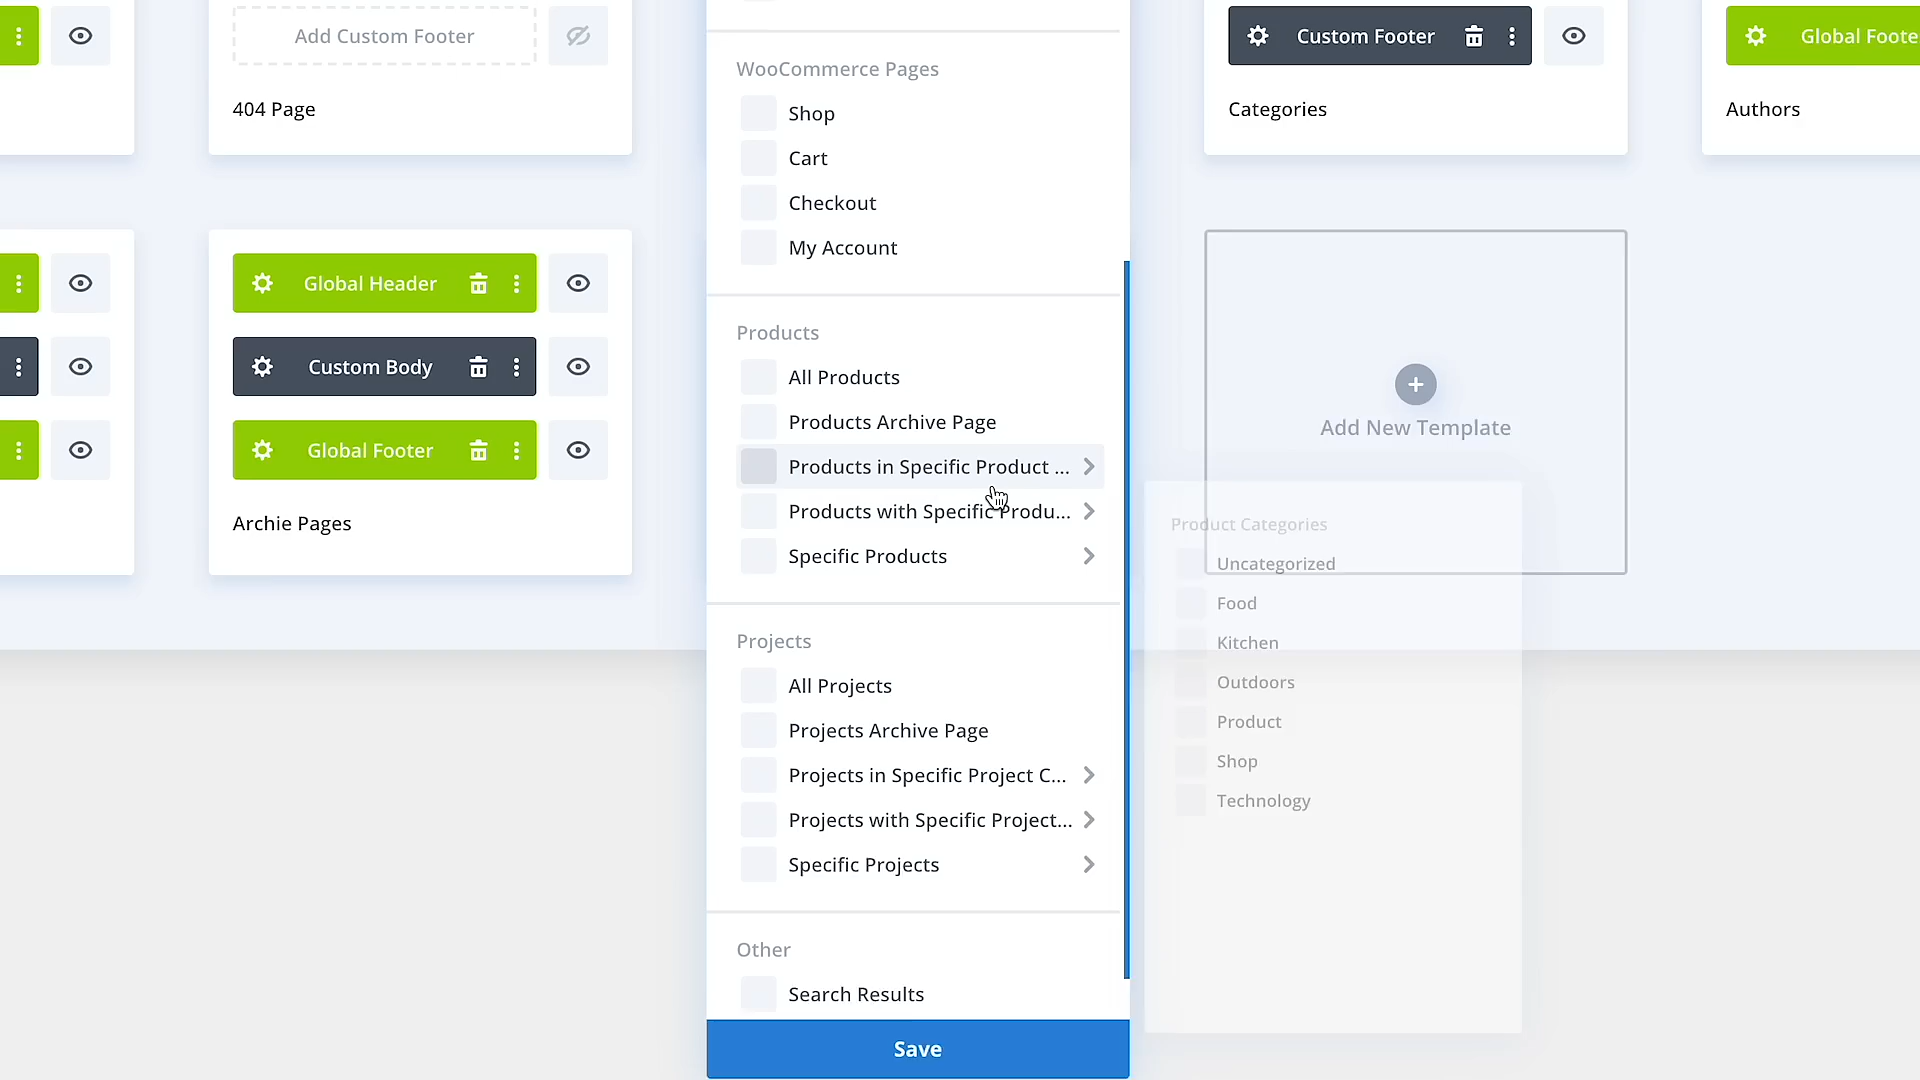 Add Custom Footer
404 Page
Global Header
Custom Body
Global Footer
Archie Pages
WooCommerce Pages
Shop
Cart
Checkout
My Account
Products
All Products
Products Archive Page
Products in Specific Product ...
Products with Specific Produ...
Specific Products
Projects
All Projects
Projects Archive Page
Projects in Specific Project C...
Projects with Specific Project...
Specific Projects
Other
Search Results
Save
Custom Footer
Categories
Add New Template
Product Categories
Uncategorized
Food
Kitchen
Outdoors
Product
Shop
Technology
Global Foote
Authors